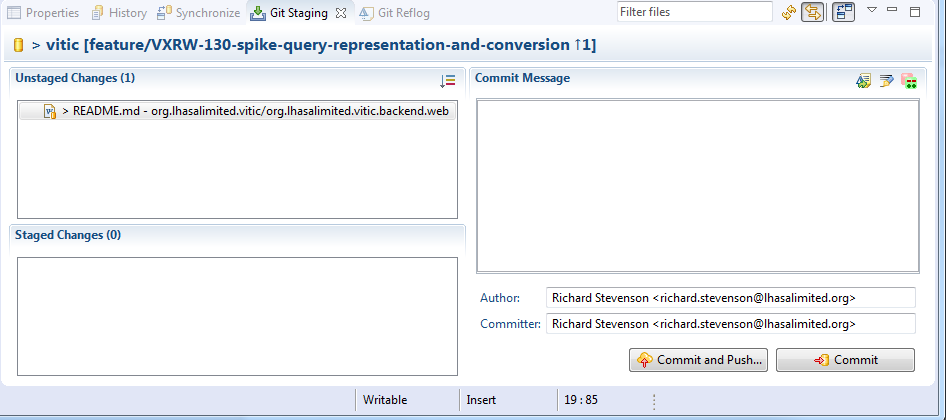 Properties History Synchronize Git Staging Git Reflog Filter files
> vitic [feature/VXRW-130-spike-query-representation-and-conversion ↑1]
Unstaged Changes (1)
> README.md - org.lhasalimited.vitic/org.lhasalimited.vitic.backend.web
Staged Changes (0)
Commit Message
Author: Richard Stevenson <richard.stevenson@lhasalimited.org>
Committer: Richard Stevenson <richard.stevenson@lhasalimited.org>
Commit and Push... Commit
Writable Insert 19 : 85